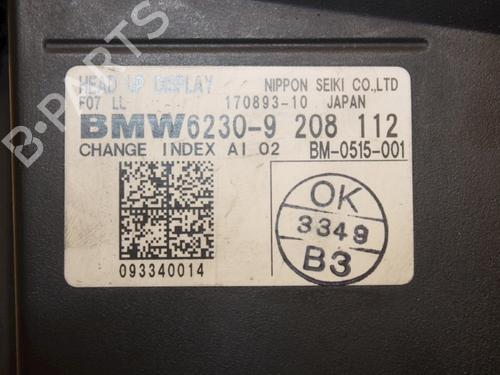 HEAD UP DISPLAY NIPPON SEIKI CO.,LTD
F07 LL 170893-10 JAPAN
BMW6230-9 208 112
CHANGE INDEX AI 02 BM-0515-001
093340014
OK
3349
B3